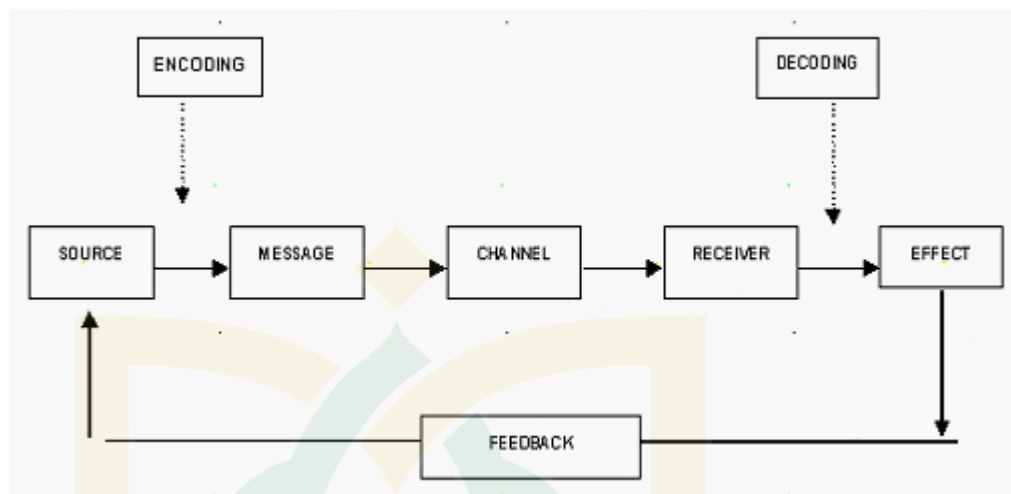 ENCODING
DECODING
SOURCE
MESSAGE
CHANNEL
RECEIVER
EFFECT
FEEDBACK